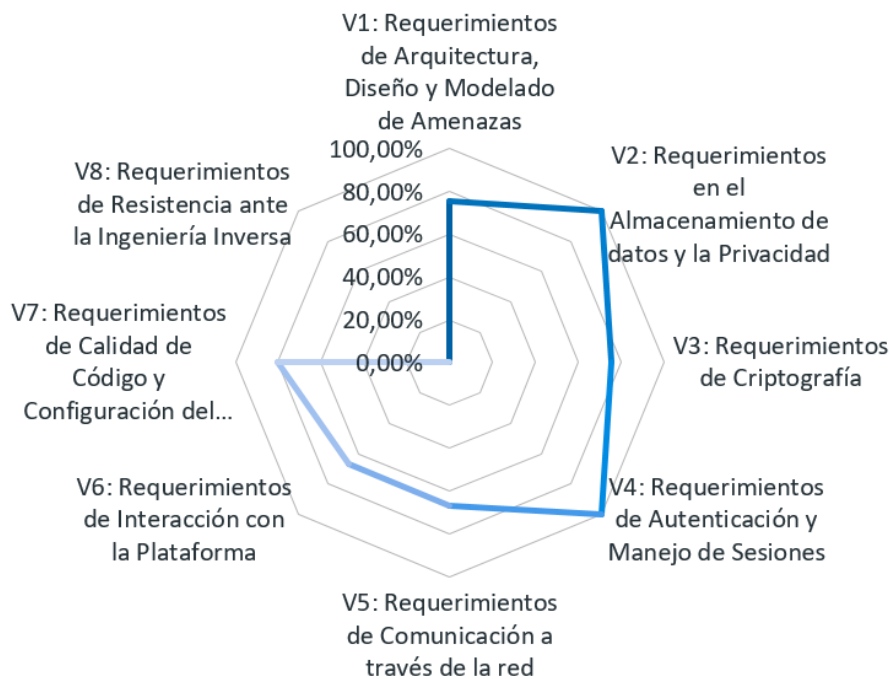 V1: Requerimientos
de Arquitectura,
Diseño y Modelado
de Amenazas
100,00%
80,00%
60,00%
40,00%
20,00%
0,00%
V2: Requerimientos
en el
Almacenamiento de
datos y la Privacidad
V3: Requerimientos
de Criptografía
V4: Requerimientos
de Autenticación y
Manejo de Sesiones
V5: Requerimientos
de Comunicación a
través de la red
V6: Requerimientos
de Interacción con
la Plataforma
V7: Requerimientos
de Calidad de
Código y
Configuración del...
V8: Requerimientos
de Resistencia ante
la Ingeniería Inversa